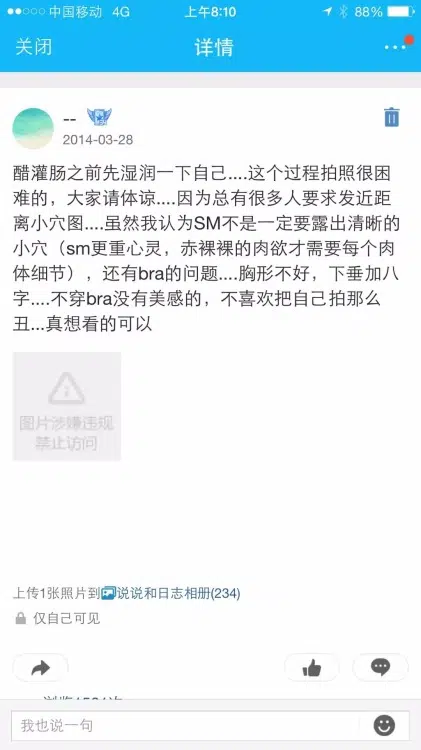 中国移动 4G 上午8:10 88%
关闭 详情
--
2014-03-28
醋灌肠之前先湿润一下自己....这个过程拍照很困
难的，大家请体谅....因为总有很多人要求发近距
离小穴图....虽然我认为SM不是一定要露出清晰的
小穴（sm更重心灵，赤裸裸的肉欲才需要每个肉
体细节），还有bra的问题....胸形不好，下垂加八
字....不穿bra没有美感的，不喜欢把自己拍那么
丑...真想看的可以
图片涉嫌违规
禁止访问
上传1张照片到说说和日志相册(234)
仅自己可见
我也说一句